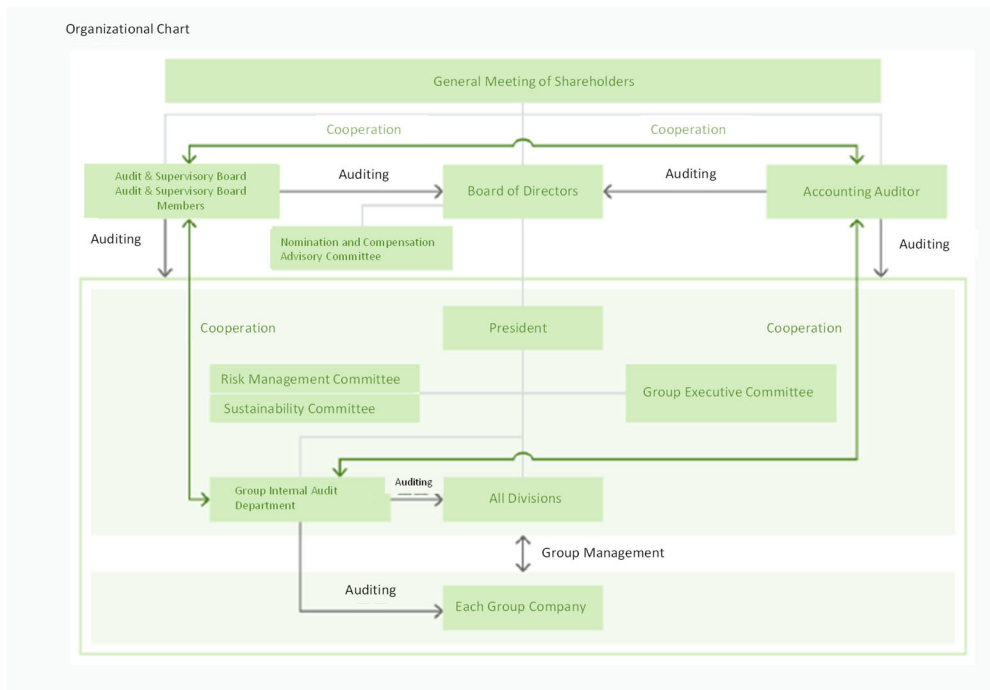 Organizational Chart
General Meeting of Shareholders
Cooperation
Cooperation
Audit & Supervisory Board
Audit & Supervisory Board
Members
Auditing
Board of Directors
Auditing
Accounting Auditor
Auditing
Nomination and Compensation
Advisory Committee
Auditing
Cooperation
President
Cooperation
Risk Management Committee
Sustainability Committee
Group Executive Committee
Group Internal Audit
Department
Auditing
All Divisions
Group Management
Auditing
Each Group Company